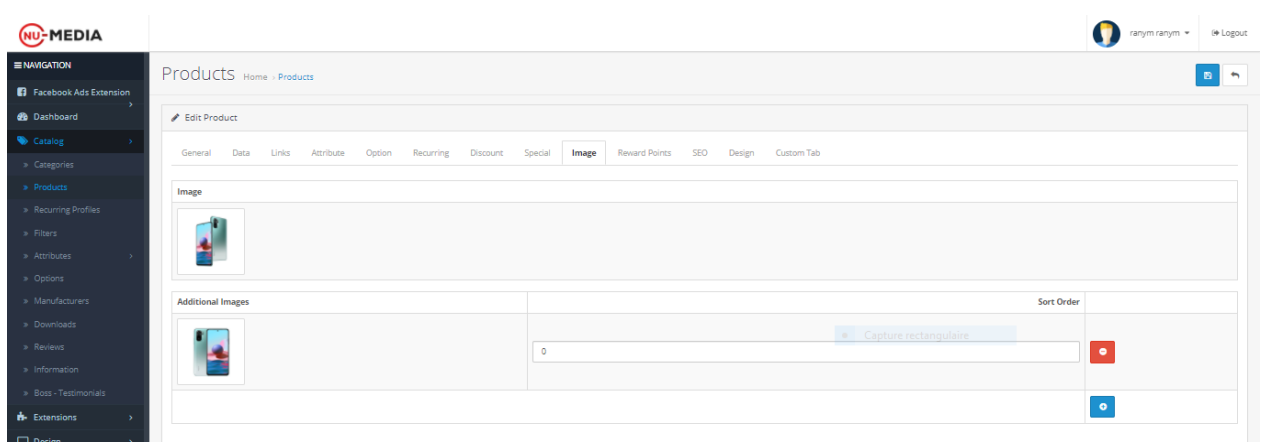 NU-MEDIA
ranym ranym
Logout
NAVIGATION
Products Home › Products
Facebook Ads Extension
Dashboard
Edit Product
Catalog
General Data Links Attribute Option Recurring Discount Special Image Reward Points SEO Design Custom Tab
» Categories
» Products
Image
» Recurring Profiles
» Filters
» Attributes
» Options
» Manufacturers
Additional Images Sort Order
» Downloads
Capture rectangulaire
» Reviews
0
» Information
» Boss - Testimonials
Extensions
Design